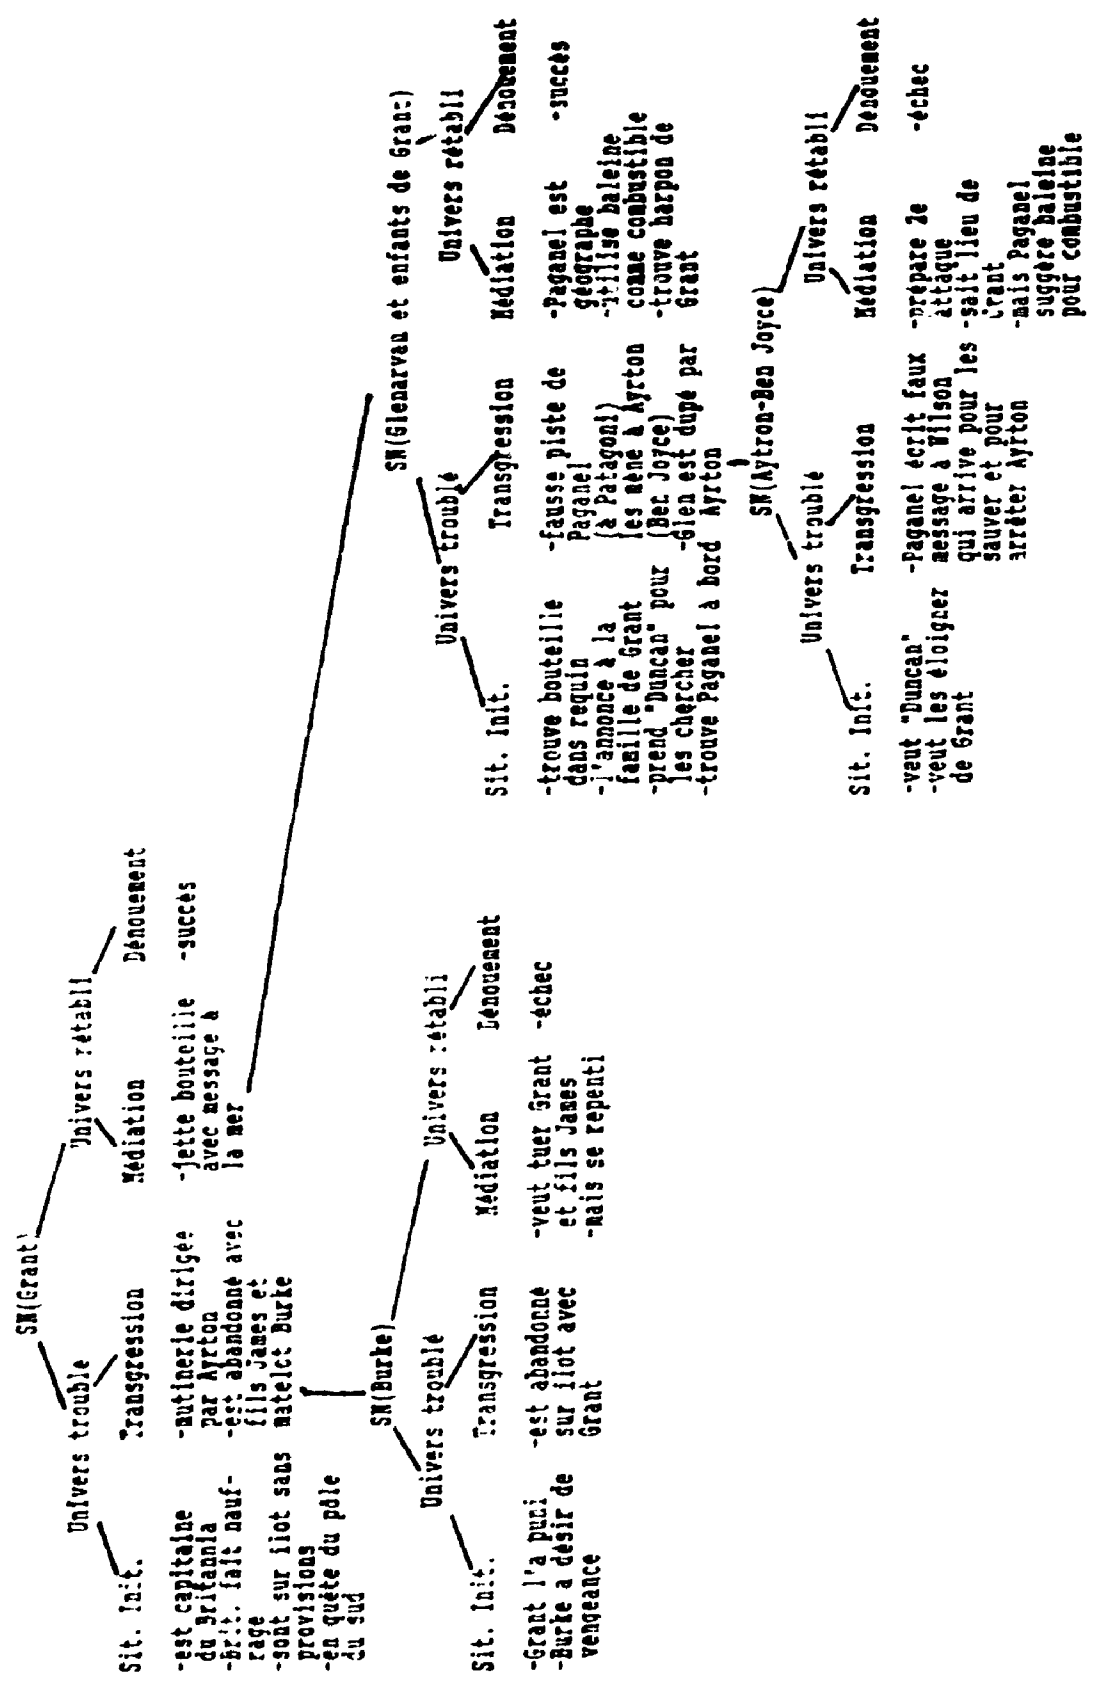 SN(Grant)
Univers trouble
Univers rétabli
Sit. Init.
Transgression
Médiation
Dénouement
-est capitaine
du Britannia
-Brit. fait nauf-
rage
-sont sur ilot sans
provisions
-en quête du pôle
du sud
-mutinerie dirigée
par Ayrton
-est abandonné avec
fils James et
matelot Burke
-jette bouteille
avec message à
la mer
-succès
SN(Burke)
Univers troublé
Univers rétabli
Sit. Init.
Transgression
Médiation
Dénouement
-Grant l'a puni
-Burke a désir de
vengeance
-est abandonné
sur ilot avec
Grant
-veut tuer Grant
et fils James
-mais se repenti
-échec
SN(Glenarvan et enfants de Grant)
Univers troublé
Univers rétabli
Sit. Init.
Transgression
Médiation
Dénouement
-trouve bouteille
dans requin
-l'annonce à la
famille de Grant
-prend "Duncan" pour
les chercher
-trouve Paganel à bord
-fausse piste de
Paganel
(à Patagoni)
les mène à Ayrton
(Ben Joyce)
-Glen est dupé par
Ayrton
-Paganel est
géographe
-utilise baleine
comme combustible
-trouve harpon de
Grant
-succès
SN(Aytron-Ben Joyce)
Univers troublé
Univers rétabli
Sit. Init.
Transgression
Médiation
Dénouement
-veut "Duncan"
-veut les éloigner
de Grant
-Paganel écrit faux
message à Wilson
qui arrive pour les
sauver et pour
arrêter Ayrton
-prépare 2e
attaque
-sait lieu de
Grant
-mais Paganel
suggère baleine
pour combustible
-échec